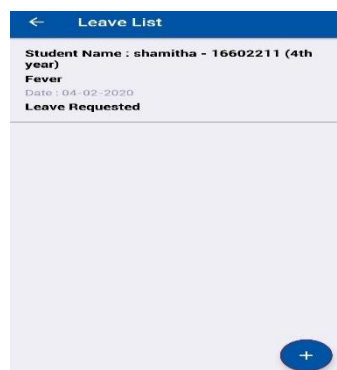 Leave List
Student Name : shamitha - 16602211 (4th
year)
Fever
Date : 04-02-2020
Leave Requested
+